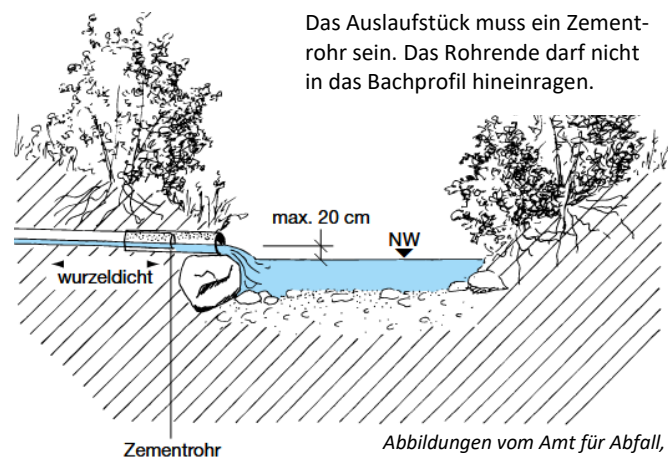 Das Auslaufstück muss ein Zement-
rohr sein. Das Rohrende darf nicht
in das Bachprofil hineinragen.
max. 20 cm
NW
wurzeldicht
Zementrohr
Abbildungen vom Amt für Abfall,